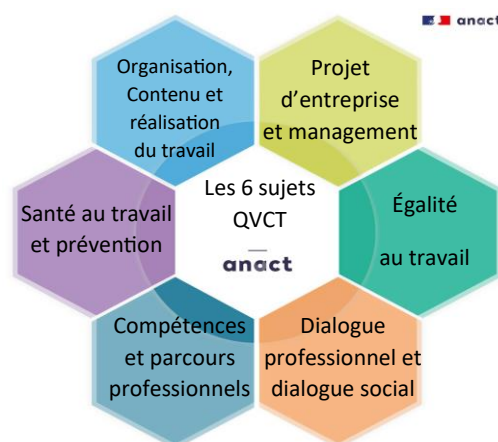 anact
Organisation,
Contenu et
réalisation
du travail
Projet
d'entreprise
et management
Les 6 sujets
QVCT
anact
Santé au travail
et prévention
Égalité
au travail
Compétences
et parcours
professionnels
Dialogue
professionnel et
dialogue social